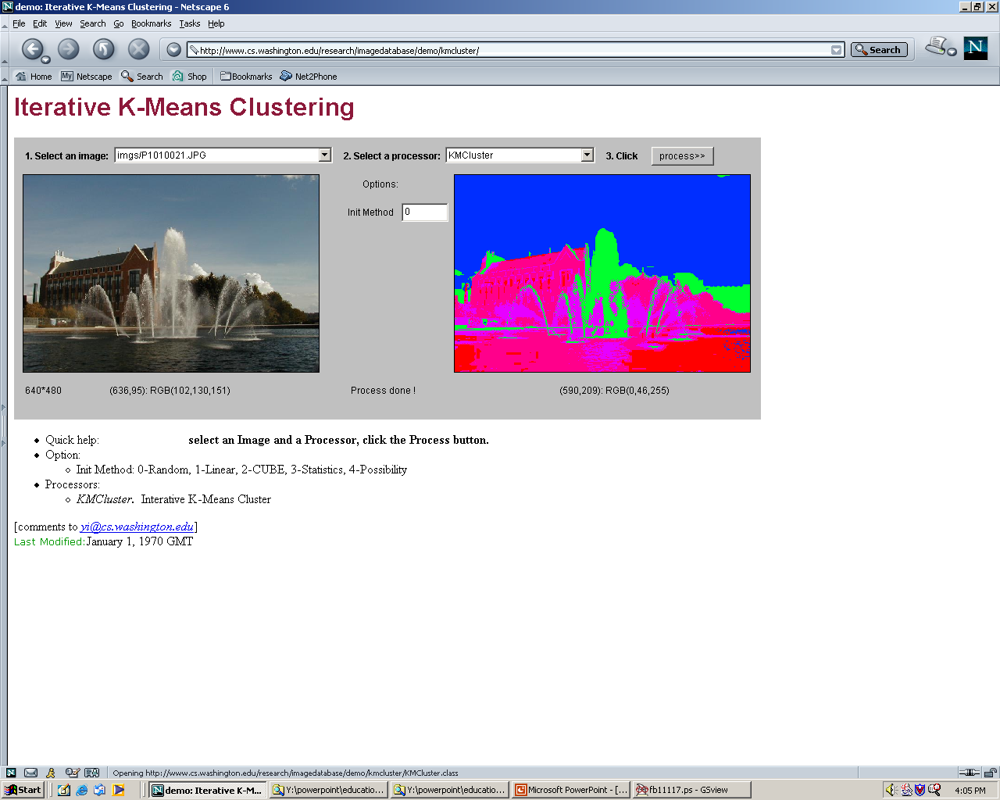 demo: Iterative K-Means Clustering - Netscape 6
File Edit View Search Go Bookmarks Tasks Help
http://www.cs.washington.edu/research/imagedatabase/demo/kmcluster/ Search N
Home My Netscape Search Shop Bookmarks Net2Phone
Iterative K-Means Clustering
1. Select an image: imgs/P1010021.JPG 2. Select a processor: KMCluster 3. Click process>>
Options:
Init Method 0
640*480 (636,95): RGB(102,130,151) Process done ! (590,209): RGB(0,46,255)
Quick help: select an Image and a Processor, click the Process button.
Option:
Init Method: 0-Random, 1-Linear, 2-CUBE, 3-Statistics, 4-Possibility
Processors:
KMCluster. Interative K-Means Cluster
[comments to yi@cs.washington.edu]
Last Modified:January 1, 1970 GMT
Opening http://www.cs.washington.edu/research/imagedatabase/demo/kmcluster/KMCluster.class
Start demo: Iterative K-M... Y:\powerpoint\educatio... Y:\powerpoint\educatio... Microsoft PowerPoint - [... fb11117.ps - GSview 4:05 PM